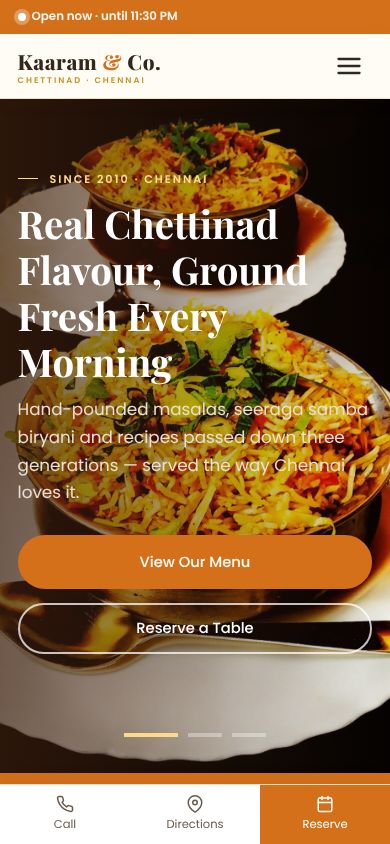 Open now · until 11:30 PM
Kaaram & Co.
CHETTINAD · CHENNAI
SINCE 2010 · CHENNAI
Real Chettinad
Flavour, Ground
Fresh Every
Morning
Hand-pounded masalas, seeraga samba
biryani and recipes passed down three
generations — served the way Chennai
loves it.
View Our Menu
Reserve a Table
Call
Directions
Reserve